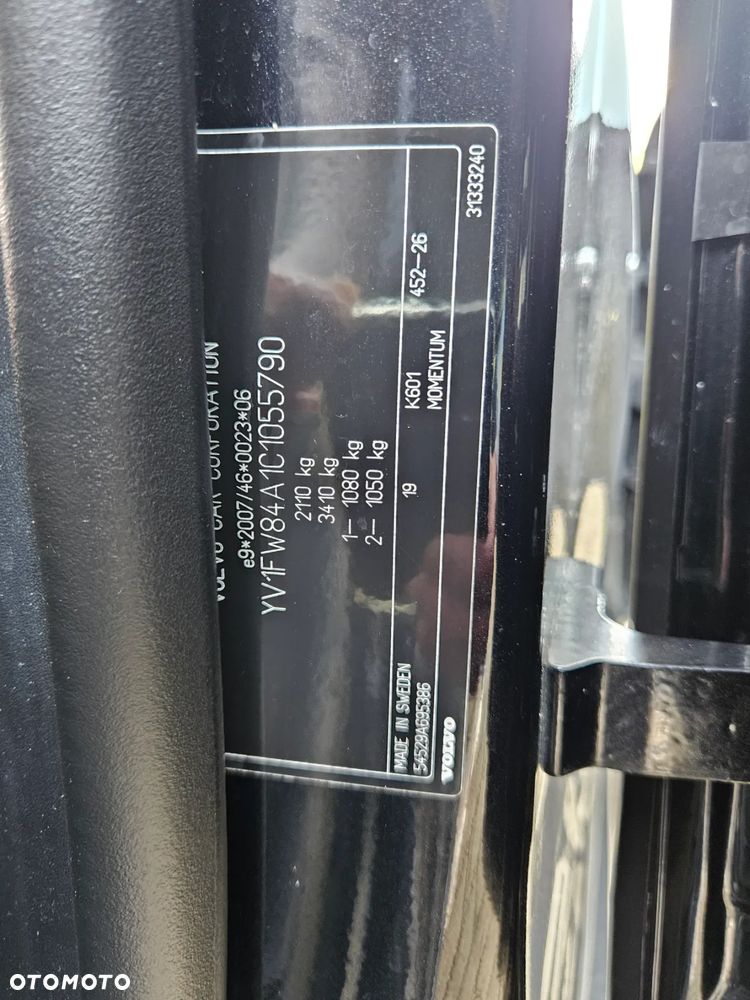 VOLVO CAR CORPORATION
e9*2007/46*0023*06
YV1FW84A1C1055790
2110 kg
3410 kg
1– 1080 kg
2– 1050 kg
MADE IN SWEDEN 19 K601 452–26
54529A695386 MOMENTUM
VOLVO 31333240
OTOMOTO